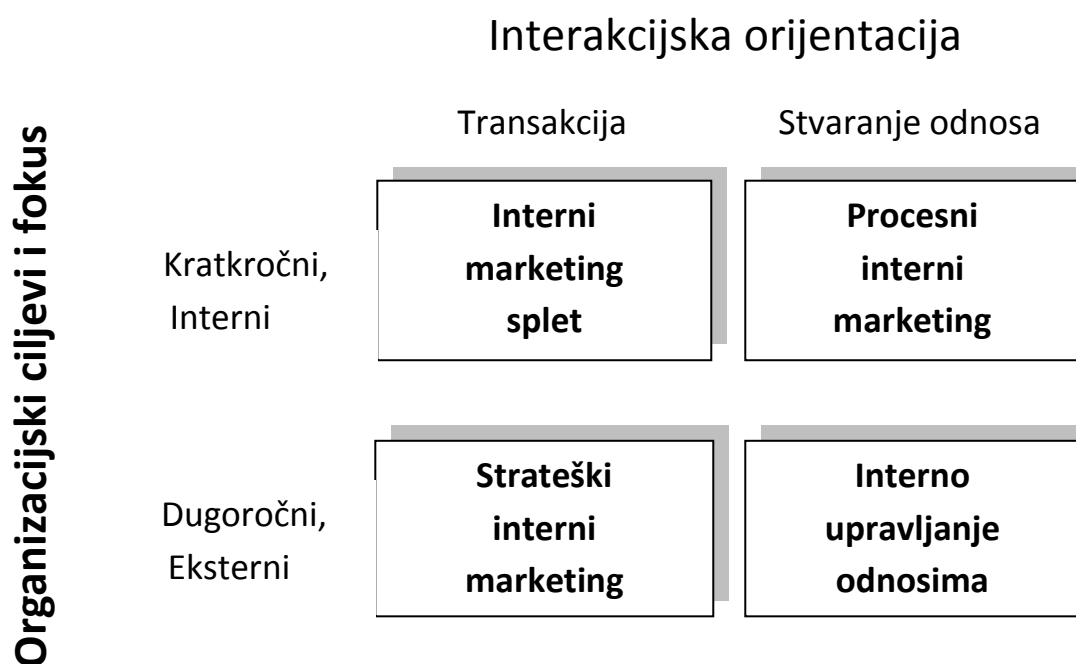 Interakcijska orijentacija
Transakcija
Stvaranje odnosa
Organizacijski ciljevi i fokus
Kratkročni,
Interni
Interni
marketing
splet
Procesni
interni
marketing
Dugoročni,
Eksterni
Strateški
interni
marketing
Interno
upravljanje
odnosima